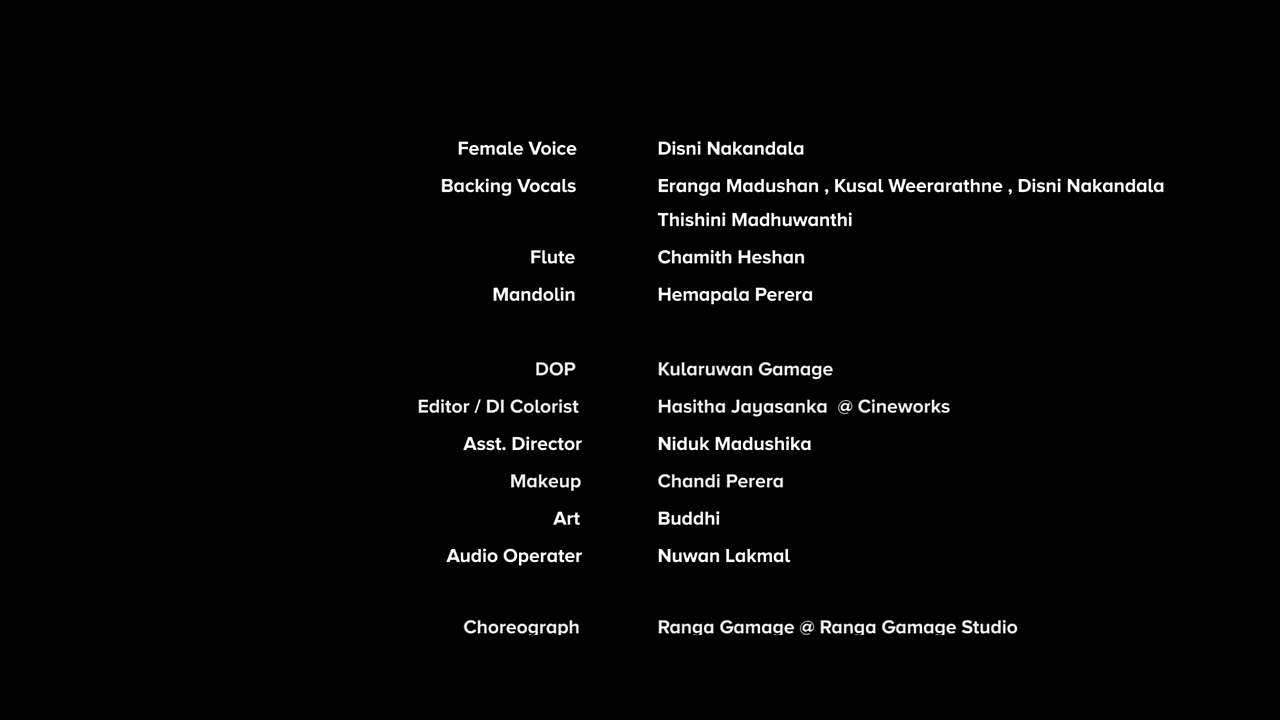 Female Voice Disni Nakandala
Backing Vocals Eranga Madushan , Kusal Weerarathne , Disni Nakandala
Thishini Madhuwanthi
Flute Chamith Heshan
Mandolin Hemapala Perera
DOP Kularuwan Gamage
Editor / DI Colorist Hasitha Jayasanka @ Cineworks
Asst. Director Niduk Madushika
Makeup Chandi Perera
Art Buddhi
Audio Operater Nuwan Lakmal
Choreograph Ranga Gamage @ Ranga Gamage Studio